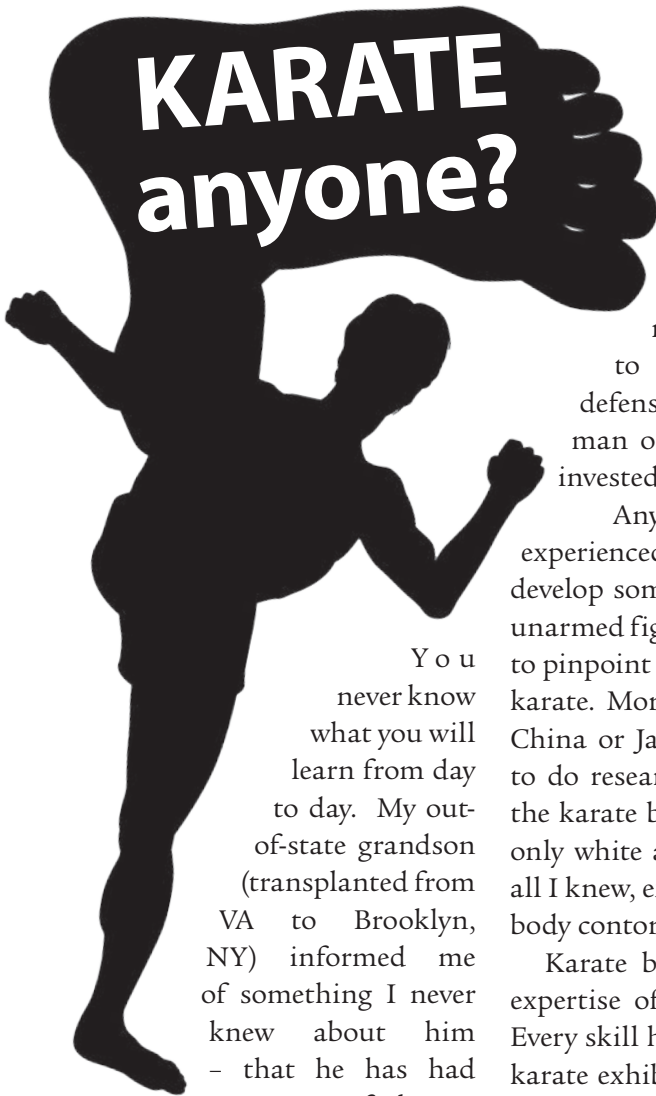 KARATE
anyone?
You
never know
what you will
learn from day
to day. My out-
of-state grandson
(transplanted from
VA to Brooklyn,
NY) informed me
of something I never
knew about him
– that he has had
to
defens
man o
invested
Any
experienced
develop som
unarmed fig
to pinpoint
karate. Mor
China or Ja
to do resear
the karate b
only white a
all I knew, e
body contor
Karate b
expertise of
Every skill h
karate exhib